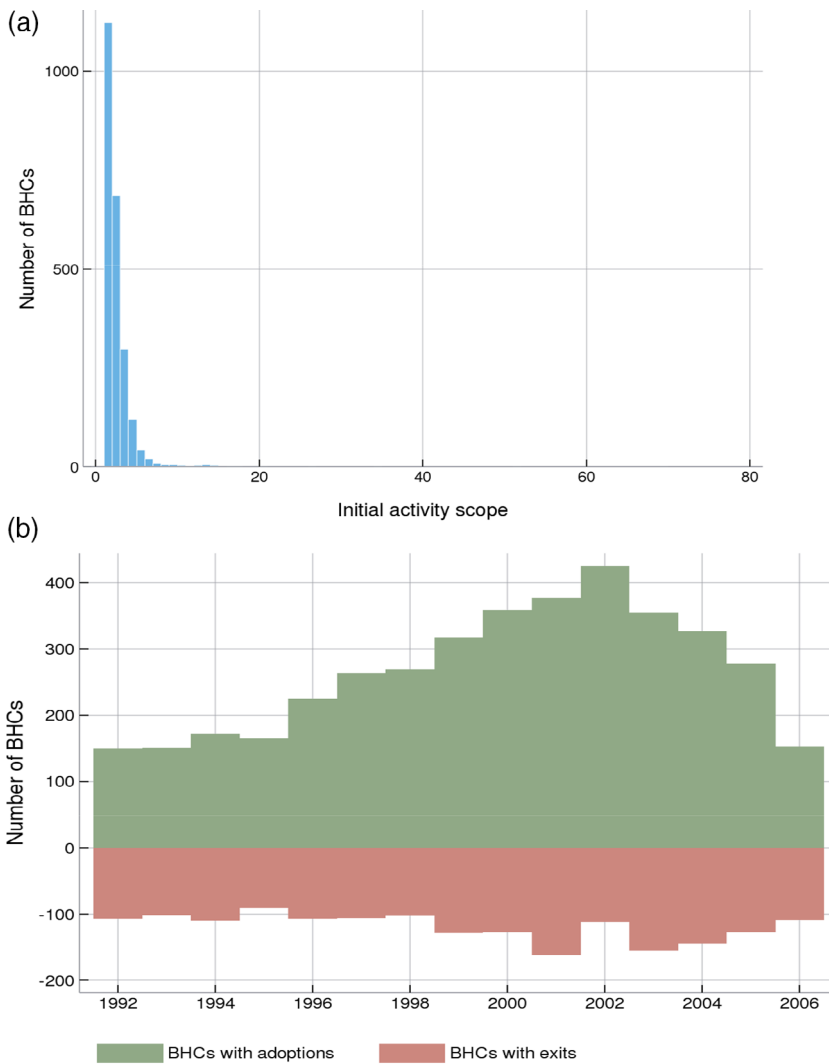 (a)
Number of BHCs
1000
500
0
0 20 40 60 80
Initial activity scope
(b)
Number of BHCs
400
300
200
100
0
-100
-200
1992 1994 1996 1998 2000 2002 2004 2006
BHCs with adoptions BHCs with exits